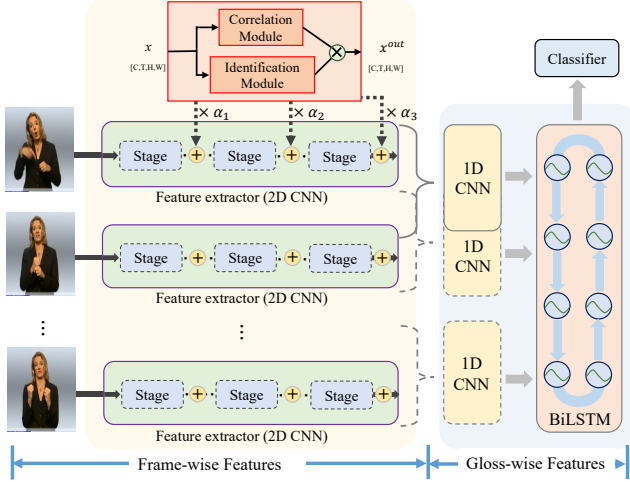 Correlation
Module
x
[C,T,H,W]
x^out
[C,T,H,W]
Identification
Module
Classifier
× α1
× α2
× α3
Stage
+
Stage
+
Stage
+
Feature extractor (2D CNN)
1D
CNN
Stage
+
Stage
+
Stage
+
Feature extractor (2D CNN)
1D
CNN
...
...
Stage
+
Stage
+
Stage
+
Feature extractor (2D CNN)
1D
CNN
BiLSTM
Frame-wise Features
Gloss-wise Features